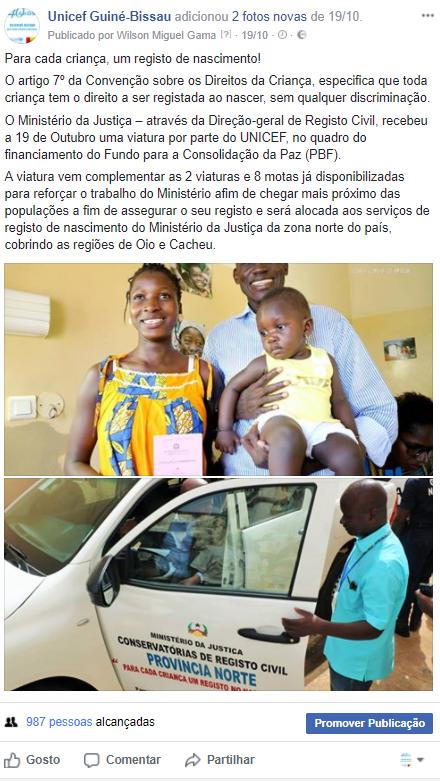 Unicef Guiné-Bissau adicionou 2 fotos novas de 19/10.
Publicado por Wilson Miguel Gama [?] · 19/10 ·
Para cada criança, um registo de nascimento!
O artigo 7º da Convenção sobre os Direitos da Criança, especifica que toda
criança tem o direito a ser registada ao nascer, sem qualquer discriminação.
O Ministério da Justiça – através da Direção-geral de Registo Civil, recebeu
a 19 de Outubro uma viatura por parte do UNICEF, no quadro do
financiamento do Fundo para a Consolidação da Paz (PBF).
A viatura vem complementar as 2 viaturas e 8 motas já disponibilizadas
para reforçar o trabalho do Ministério afim de chegar mais próximo das
populações a fim de assegurar o seu registo e será alocada aos serviços de
registo de nascimento do Ministério da Justiça da zona norte do país,
cobrindo as regiões de Oio e Cacheu.
MINISTÉRIO DA JUSTIÇA
CONSERVATÓRIAS DE REGISTO CIVIL
PROVINCIA NORTE
"PARA CADA CRIANÇA UM REGISTO NO
987 pessoas alcançadas
Promover Publicação
Gosto
Comentar
Partilhar